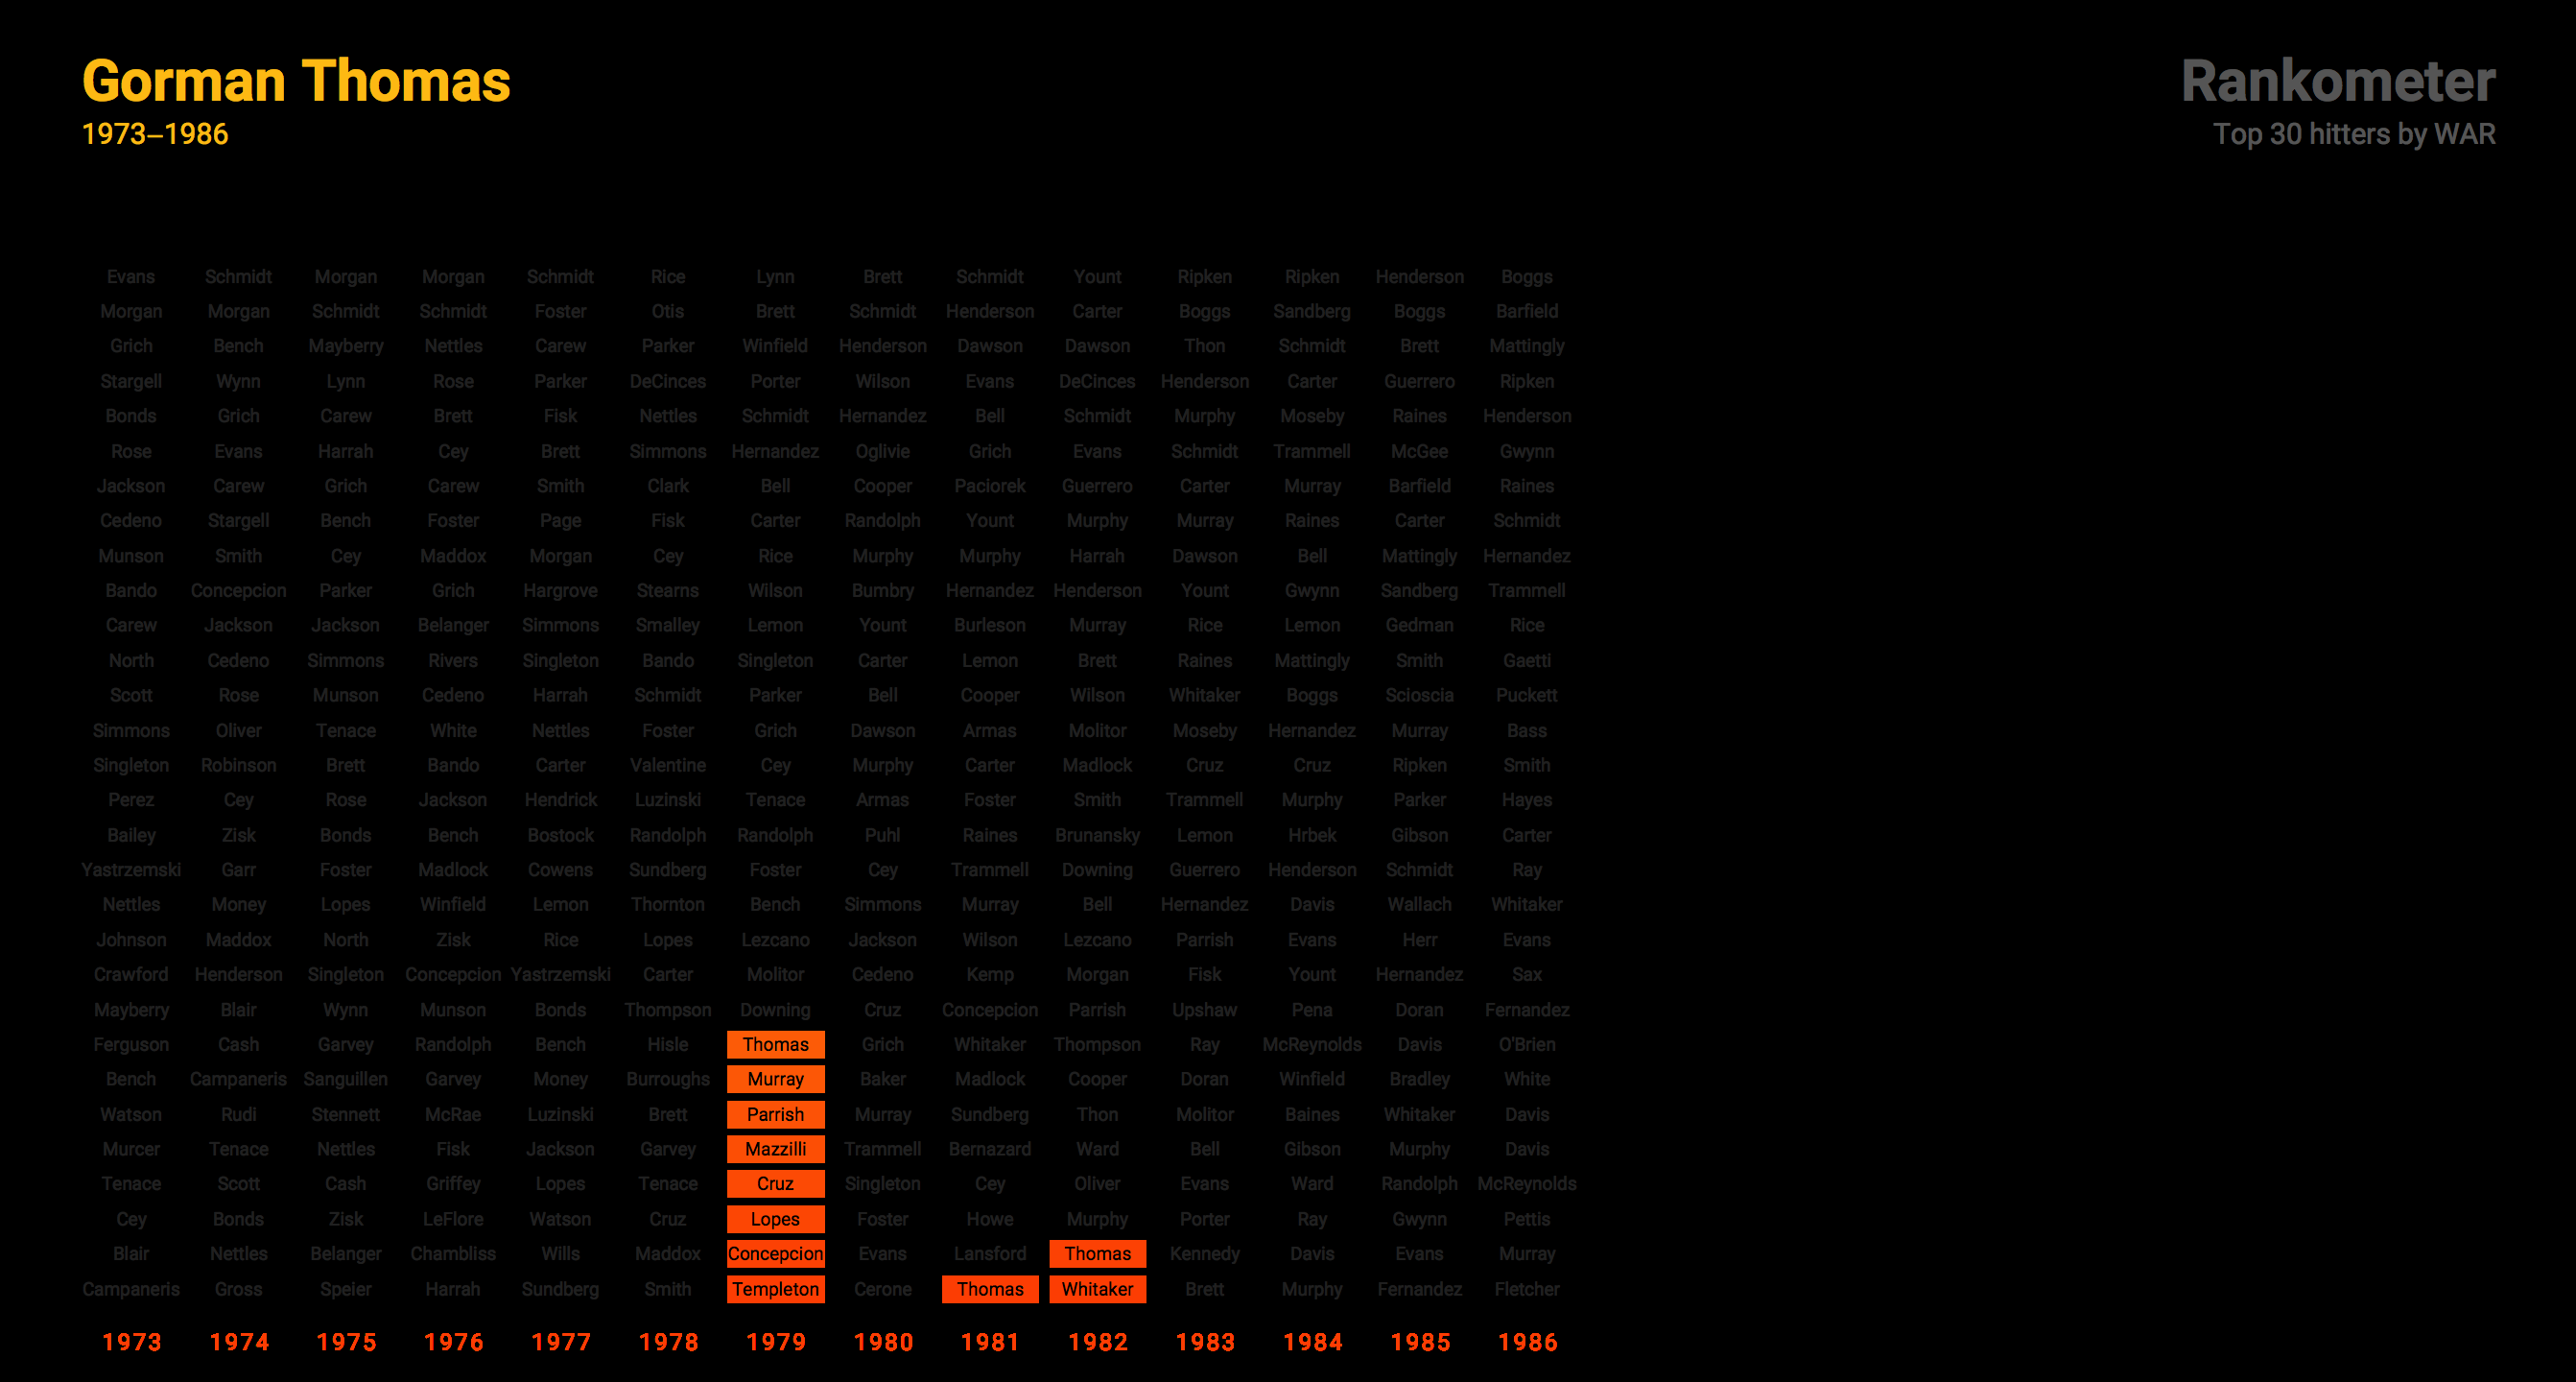 Gorman Thomas
1973–1986
Rankometer
Top 30 hitters by WAR
Evans Schmidt Morgan Morgan Schmidt Rice Lynn Brett Schmidt Yount Ripken Ripken Henderson Boggs
Morgan Morgan Schmidt Schmidt Foster Otis Brett Schmidt Henderson Carter Boggs Sandberg Boggs Barfield
Grich Bench Mayberry Nettles Carew Parker Winfield Henderson Dawson Dawson Thon Schmidt Brett Mattingly
Stargell Wynn Lynn Rose Parker DeCinces Porter Wilson Evans DeCinces Henderson Carter Guerrero Ripken
Bonds Grich Carew Brett Fisk Nettles Schmidt Hernandez Bell Schmidt Murphy Moseby Raines Henderson
Rose Evans Harrah Cey Brett Simmons Hernandez Oglivie Grich Evans Schmidt Trammell McGee Gwynn
Jackson Carew Grich Carew Smith Clark Bell Cooper Paciorek Guerrero Carter Murray Barfield Raines
Cedeno Stargell Bench Foster Page Fisk Carter Randolph Yount Murphy Murray Raines Carter Schmidt
Munson Smith Cey Maddox Morgan Cey Rice Murphy Murphy Harrah Dawson Bell Mattingly Hernandez
Bando Concepcion Parker Grich Hargrove Stearns Wilson Bumbry Hernandez Henderson Yount Gwynn Sandberg Trammell
Carew Jackson Jackson Belanger Simmons Smalley Lemon Yount Burleson Murray Rice Lemon Gedman Rice
North Cedeno Simmons Rivers Singleton Bando Singleton Carter Lemon Brett Raines Mattingly Smith Gaetti
Scott Rose Munson Cedeno Harrah Schmidt Parker Bell Cooper Wilson Whitaker Boggs Scioscia Puckett
Simmons Oliver Tenace White Nettles Foster Grich Dawson Armas Molitor Moseby Hernandez Murray Bass
Singleton Robinson Brett Bando Carter Valentine Cey Murphy Carter Madlock Cruz Cruz Ripken Smith
Perez Cey Rose Jackson Hendrick Luzinski Tenace Armas Foster Smith Trammell Murphy Parker Hayes
Bailey Zisk Bonds Bench Bostock Randolph Randolph Puhl Raines Brunansky Lemon Hrbek Gibson Carter
Yastrzemski Garr Foster Madlock Cowens Sundberg Foster Cey Trammell Downing Guerrero Henderson Schmidt Ray
Nettles Money Lopes Winfield Lemon Thornton Bench Simmons Murray Bell Hernandez Davis Wallach Whitaker
Johnson Maddox North Zisk Rice Lopes Lezcano Jackson Wilson Lezcano Parrish Evans Herr Evans
Crawford Henderson Singleton Concepcion Yastrzemski Carter Molitor Cedeno Kemp Morgan Fisk Yount Hernandez Sax
Mayberry Blair Wynn Munson Bonds Thompson Downing Cruz Concepcion Parrish Upshaw Pena Doran Fernandez
Ferguson Cash Garvey Randolph Bench Hisle Thomas Grich Whitaker Thompson Ray McReynolds Davis O'Brien
Bench Campaneris Sanguillen Garvey Money Burroughs Murray Baker Madlock Cooper Doran Winfield Bradley White
Watson Rudi Stennett McRae Luzinski Brett Parrish Murray Sundberg Thon Molitor Baines Whitaker Davis
Murcer Tenace Nettles Fisk Jackson Garvey Mazzilli Trammell Bernazard Ward Bell Gibson Murphy Davis
Tenace Scott Cash Griffey Lopes Tenace Cruz Singleton Cey Oliver Evans Ward Randolph McReynolds
Cey Bonds Zisk LeFlore Watson Cruz Lopes Foster Howe Murphy Porter Ray Gwynn Pettis
Blair Nettles Belanger Chambliss Wills Maddox Concepcion Evans Lansford Thomas Kennedy Davis Evans Murray
Campaneris Gross Speier Harrah Sundberg Smith Templeton Cerone Thomas Whitaker Brett Murphy Fernandez Fletcher
1973 1974 1975 1976 1977 1978 1979 1980 1981 1982 1983 1984 1985 1986